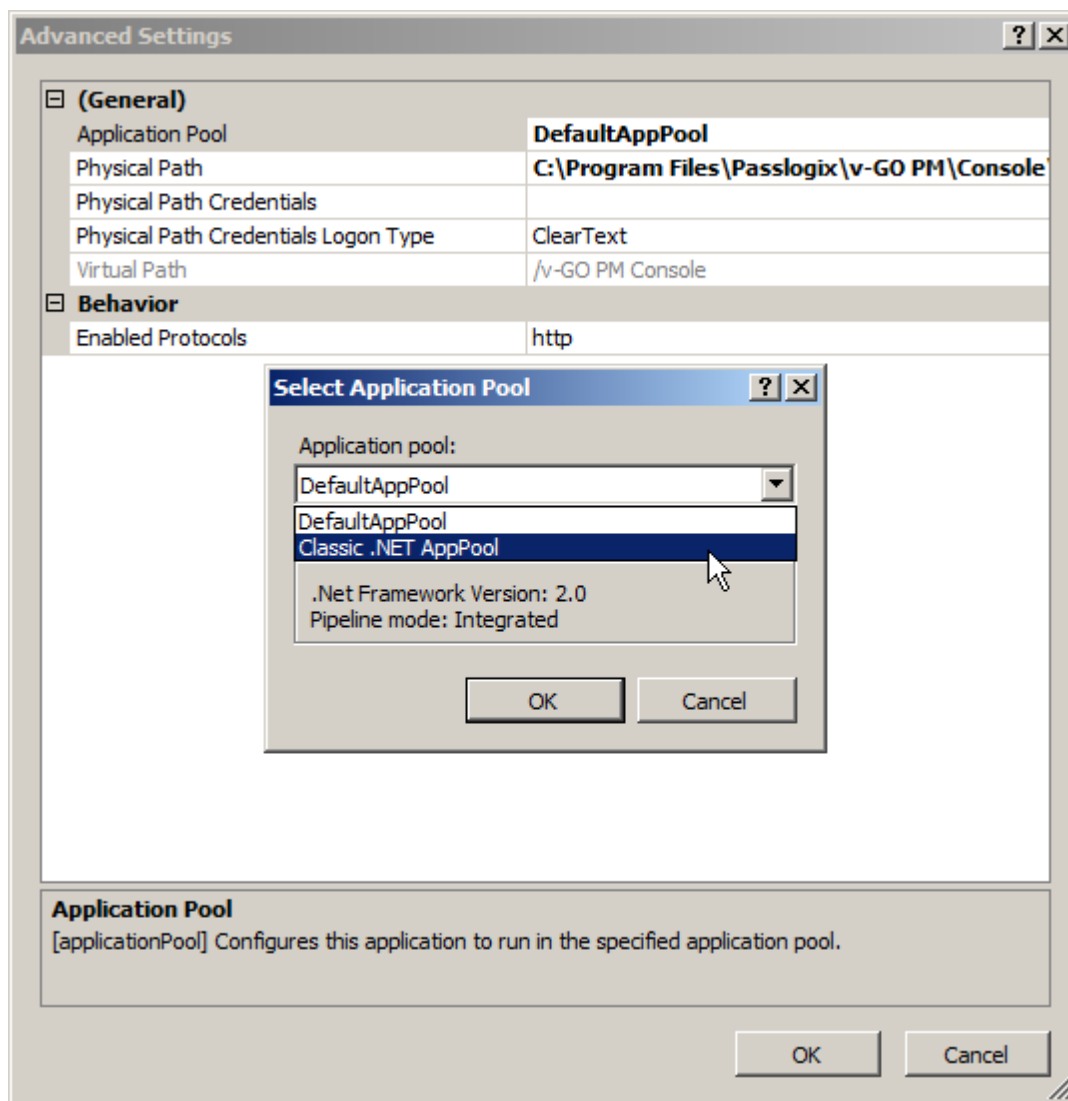 Advanced Settings
(General)
Application Pool DefaultAppPool
Physical Path C:\Program Files\Passlogix\v-GO PM\Console\
Physical Path Credentials
Physical Path Credentials Logon Type ClearText
Virtual Path /v-GO PM Console
Behavior
Enabled Protocols http
Select Application Pool
Application pool:
DefaultAppPool
DefaultAppPool
Classic .NET AppPool
.Net Framework Version: 2.0
Pipeline mode: Integrated
OK Cancel
Application Pool
[applicationPool] Configures this application to run in the specified application pool.
OK Cancel